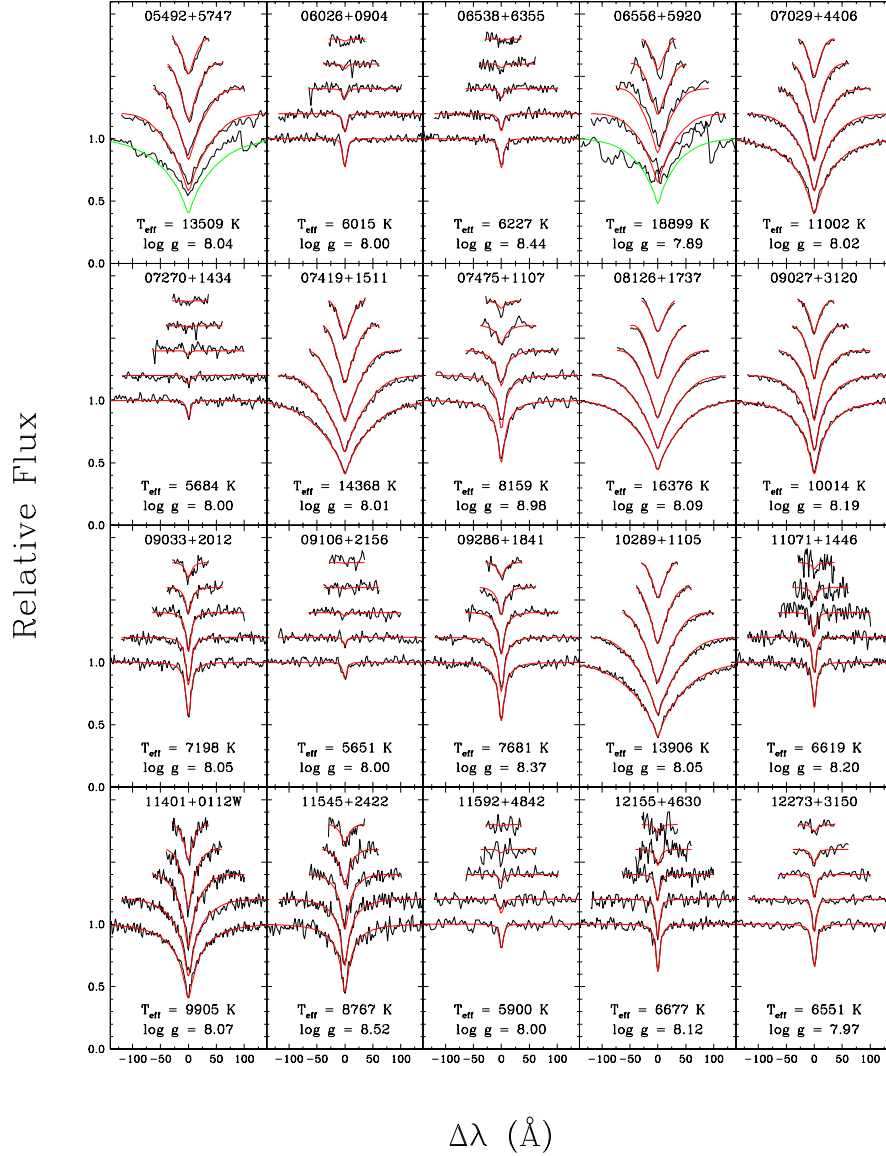 05492+5747 06026+0904 06538+6355 06556+5920 07029+4406
1.0
0.5
T_eff = 13509 K T_eff = 6015 K T_eff = 6227 K T_eff = 18899 K T_eff = 11002 K
log g = 8.04 log g = 8.00 log g = 8.44 log g = 7.89 log g = 8.02
0.0
07270+1434 07419+1511 07475+1107 08126+1737 09027+3120
1.0
0.5
T_eff = 5684 K T_eff = 14368 K T_eff = 8159 K T_eff = 16376 K T_eff = 10014 K
log g = 8.00 log g = 8.01 log g = 8.98 log g = 8.09 log g = 8.19
0.0
Relative Flux
09033+2012 09106+2156 09286+1841 10289+1105 11071+1446
1.0
0.5
T_eff = 7198 K T_eff = 5651 K T_eff = 7681 K T_eff = 13906 K T_eff = 6619 K
log g = 8.05 log g = 8.00 log g = 8.37 log g = 8.05 log g = 8.20
0.0
11401+0112W 11545+2422 11592+4842 12155+4630 12273+3150
1.0
0.5
T_eff = 9905 K T_eff = 8767 K T_eff = 5900 K T_eff = 6677 K T_eff = 6551 K
log g = 8.07 log g = 8.52 log g = 8.00 log g = 8.12 log g = 7.97
0.0
-100 -50 0 50 100 -100 -50 0 50 100 -100 -50 0 50 100 -100 -50 0 50 100 -100 -50 0 50 100
Δλ (Å)